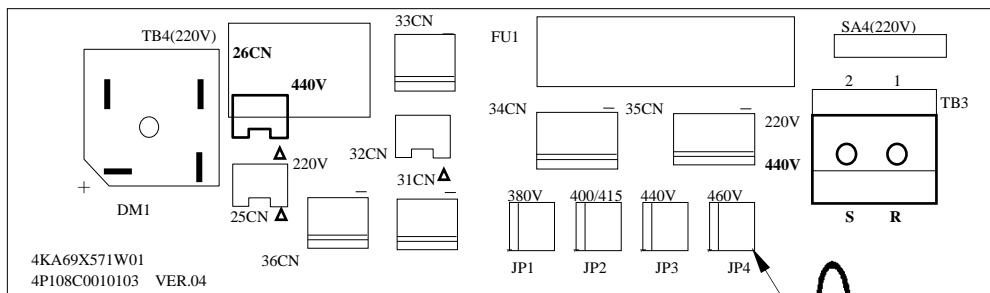 33CN
TB4(220V)
26CN
440V
FU1
SA4(220V)
2 1
TB3
34CN
35CN
220V
440V
32CN
220V
31CN
25CN
+
DM1
36CN
S R
380V 400/415 440V 460V
JP1 JP2 JP3 JP4
4KA69X571W01
4P108C0010103 VER.04